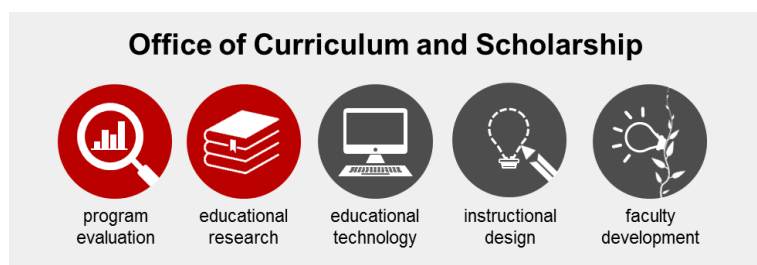 Office of Curriculum and Scholarship
program
evaluation
educational
research
educational
technology
instructional
design
faculty
development